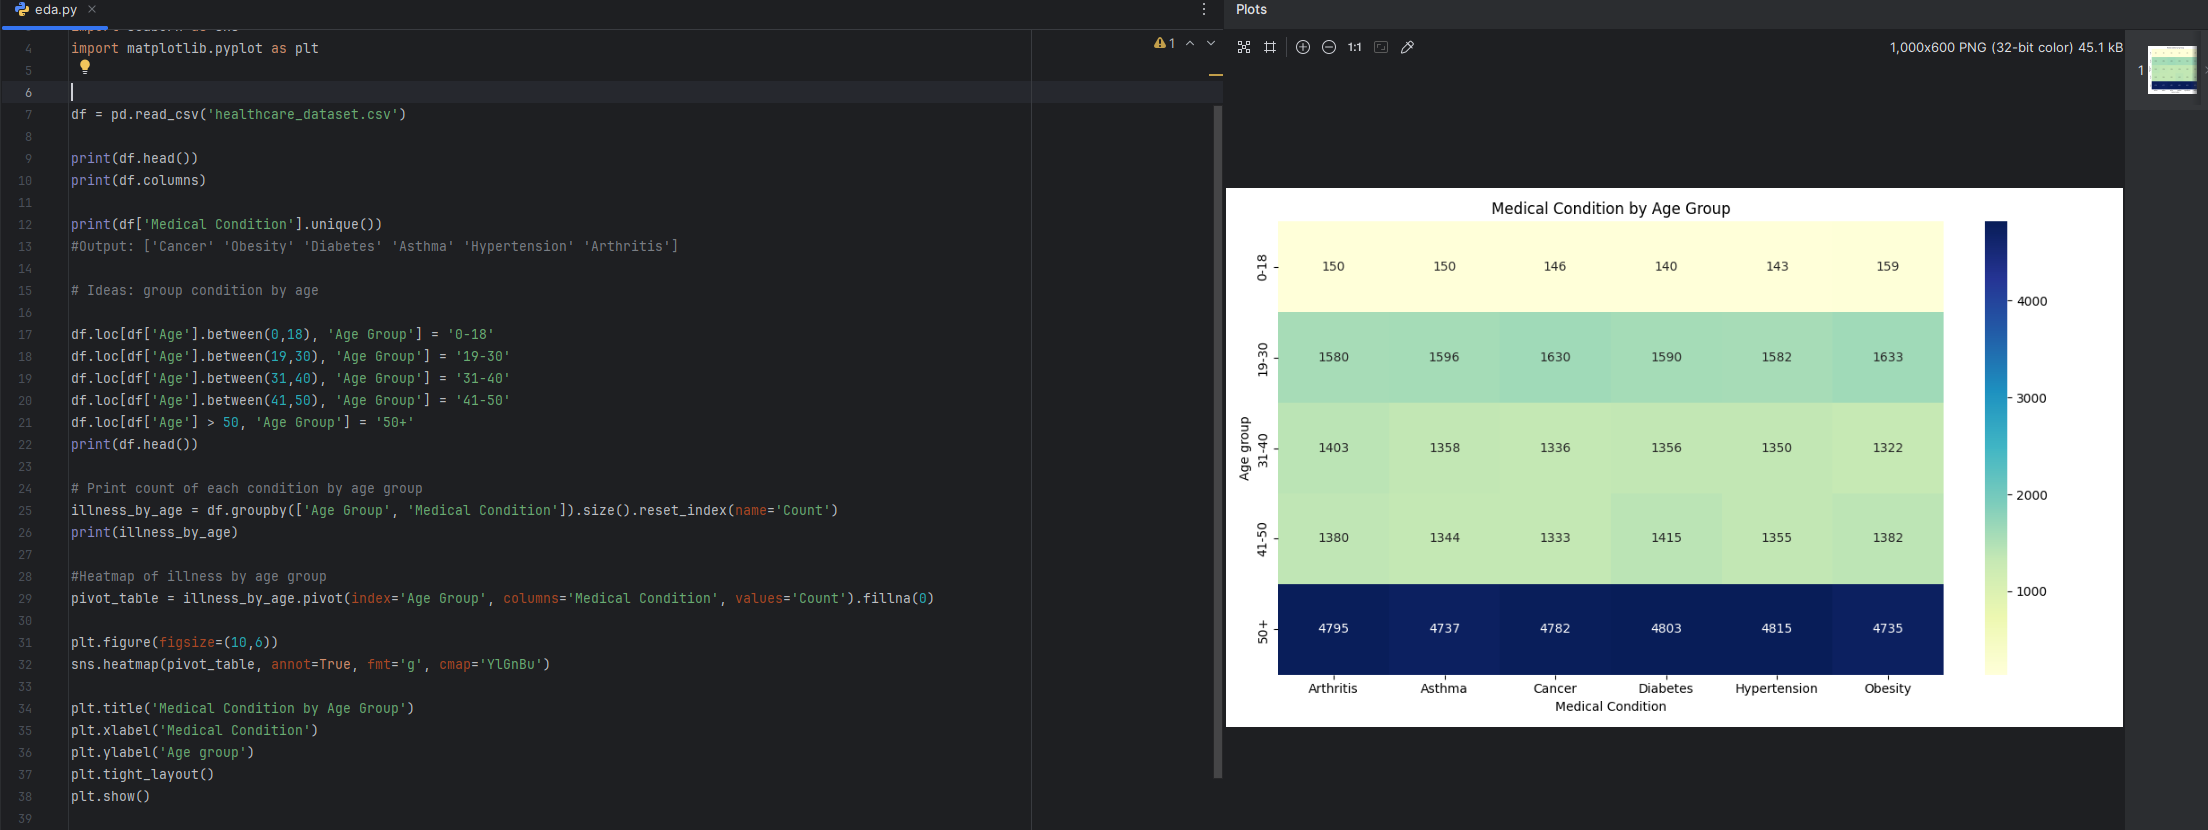 eda.py
import seaborn as sns
4 import matplotlib.pyplot as plt
5
6
7 df = pd.read_csv('healthcare_dataset.csv')
8
9 print(df.head())
10 print(df.columns)
11
12 print(df['Medical Condition'].unique())
13 #Output: ['Cancer' 'Obesity' 'Diabetes' 'Asthma' 'Hypertension' 'Arthritis']
14
15 # Ideas: group condition by age
16
17 df.loc[df['Age'].between(0,18), 'Age Group'] = '0-18'
18 df.loc[df['Age'].between(19,30), 'Age Group'] = '19-30'
19 df.loc[df['Age'].between(31,40), 'Age Group'] = '31-40'
20 df.loc[df['Age'].between(41,50), 'Age Group'] = '41-50'
21 df.loc[df['Age'] > 50, 'Age Group'] = '50+'
22 print(df.head())
23
24 # Print count of each condition by age group
25 illness_by_age = df.groupby(['Age Group', 'Medical Condition']).size().reset_index(name='Count')
26 print(illness_by_age)
27
28 #Heatmap of illness by age group
29 pivot_table = illness_by_age.pivot(index='Age Group', columns='Medical Condition', values='Count').fillna(0)
30
31 plt.figure(figsize=(10,6))
32 sns.heatmap(pivot_table, annot=True, fmt='g', cmap='YlGnBu')
33
34 plt.title('Medical Condition by Age Group')
35 plt.xlabel('Medical Condition')
36 plt.ylabel('Age group')
37 plt.tight_layout()
38 plt.show()
39
1
Plots
1:1
1,000x600 PNG (32-bit color) 45.1 kB
1
Medical Condition by Age Group
Age group
0-18 150 150 146 140 143 159
19-30 1580 1596 1630 1590 1582 1633
31-40 1403 1358 1336 1356 1350 1322
41-50 1380 1344 1333 1415 1355 1382
50+ 4795 4737 4782 4803 4815 4735
Arthritis Asthma Cancer Diabetes Hypertension Obesity
Medical Condition
4000
3000
2000
1000